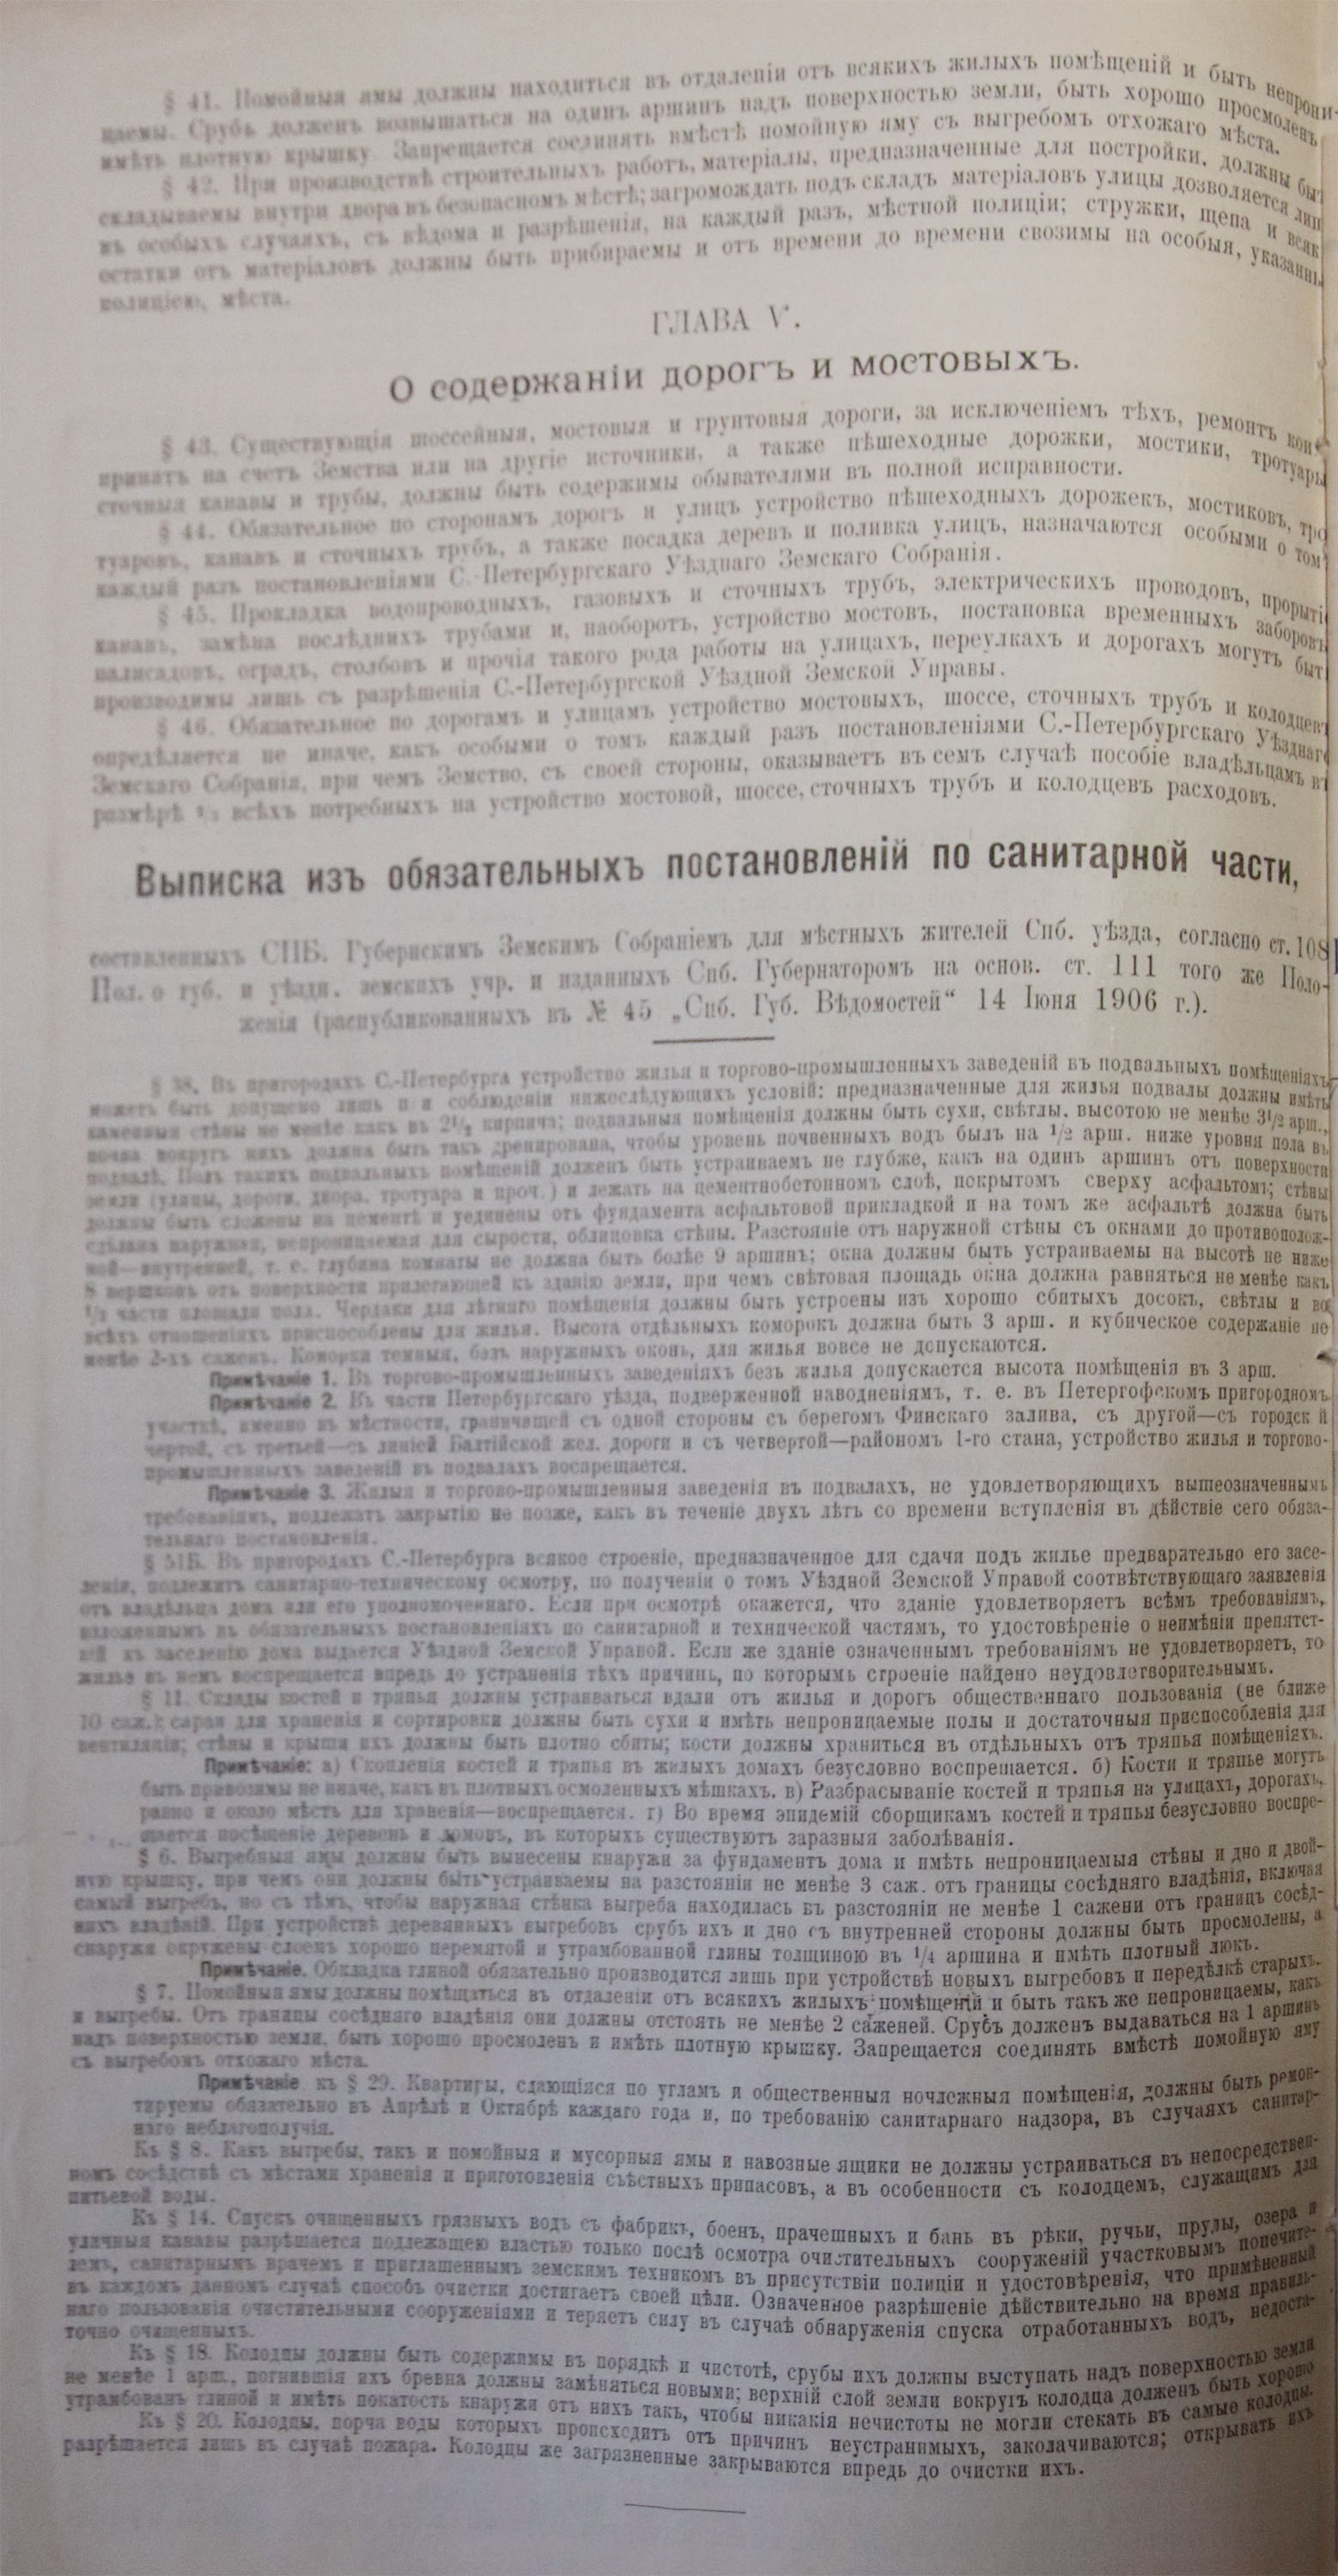 § 41. Помойныя ямы должны находиться въ отдаленіи отъ всякихъ жилыхъ помѣщеній и быть непрони-
цаемы. Срубъ долженъ возвышаться на одинъ аршинъ надъ поверхностью земли, быть хорошо просмоленъ
имѣть плотную крышку. Запрещается соединять вмѣстѣ помойную яму съ выгребомъ отхожаго мѣста.
§ 42. При производствѣ строительныхъ работъ, матеріалы, предназначенные для постройки, должны быт
складываемы внутри двора въ безопасномъ мѣстѣ; загромождать подъ складъ матеріаловъ улицы дозволяется лиш
въ особыхъ случаяхъ, съ вѣдома и разрѣшенія, на каждый разъ, мѣстной полиціи; стружки, щепа и всяк
остатки отъ матеріаловъ должны быть прибираемы и отъ времени до времени свозимы на особыя, указанны
полиціею, мѣста.
ГЛАВА V.
О содержаніи дорогъ и мостовыхъ.
§ 43. Существующія шоссейныя, мостовыя и грунтовыя дороги, за исключеніемъ тѣхъ, ремонтъ кои
принятъ на счетъ Земства или на другіе источники, а также пѣшеходные дорожки, мостики, тротуары
сточныя канавы и трубы, должны быть содержимы обывателями въ полной исправности.
§ 44. Обязательное по сторонамъ дорогъ и улицъ устройство пѣшеходныхъ дорожекъ, мостиковъ, тро
туаровъ, канавъ и сточныхъ трубъ, а также посадка деревъ и поливка улицъ, назначаются особыми о том
каждый разъ постановленіями С.-Петербургскаго Уѣзднаго Земскаго Собранія.
§ 45. Прокладка водопроводныхъ, газовыхъ и сточныхъ трубъ, электрическихъ проводовъ, прорыті
канавъ, замѣна послѣднихъ трубами и, наоборотъ, устройство мостовъ, постановка временныхъ заборовъ
палисадовъ, оградъ, столбовъ и прочія такого рода работы на улицахъ, переулкахъ и дорогахъ могутъ быт
производимы лишь съ разрѣшенія С.-Петербургской Уѣздной Земской Управы.
§ 46. Обязательное по дорогамъ и улицамъ устройство мостовыхъ, шоссе, сточныхъ трубъ и колодцевъ
опредѣляется не иначе, какъ особыми о томъ каждый разъ постановленіями С.-Петербургскаго Уѣзднаго
Земскаго Собранія, при чемъ Земство, съ своей стороны, оказываетъ въ семъ случаѣ пособіе владѣльцамъ въ
размѣрѣ ⅓ всѣхъ потребныхъ на устройство мостовой, шоссе, сточныхъ трубъ и колодцевъ расходовъ.
Выписка изъ обязательныхъ постановленій по санитарной части,
составленныхъ СПБ. Губернскимъ Земскимъ Собраніемъ для мѣстныхъ жителей Спб. уѣзда, согласно ст. 108
Пол. о губ. и уѣздн. земскихъ учр. и изданныхъ Спб. Губернаторомъ на основ. ст. 111 того же Поло-
женія (распубликованныхъ въ № 45 „Спб. Губ. Вѣдомостей“ 14 Іюня 1906 г.).
§ 38. Въ пригородахъ С.-Петербурга устройство жилья и торгово-промышленныхъ заведеній въ подвальныхъ помѣщеніяхъ
можетъ быть допущено лишь при соблюденіи нижеслѣдующихъ условій: предназначенные для жилья подвалы должны имѣть
каменныя стѣны не менѣе какъ въ 2½ кирпича; подвальныя помѣщенія должны быть сухи, свѣтлы, высотою не менѣе 3½ арш.,
почва вокругъ нихъ должна быть такъ дренирована, чтобы уровень почвенныхъ водъ былъ на ½ арш. ниже уровня пола въ
подвалѣ. Полъ такихъ подвальныхъ помѣщеній долженъ быть устраиваемъ не глубже, какъ на одинъ аршинъ отъ поверхности
земли (улицы, дороги, двора, тротуара и проч.) и лежать на цементнобетонномъ слоѣ, покрытомъ сверху асфальтомъ; стѣны
должны быть сложены на цементѣ и уединены отъ фундамента асфальтовой прикладкой и на томъ же асфальтѣ должна быть
сдѣлана наружная, непроницаемая для сырости, облицовка стѣны. Разстояніе отъ наружной стѣны съ окнами до противополож-
ной—внутренней, т. е. глубина комнаты не должна быть болѣе 9 аршинъ; окна должны быть устраиваемы на высотѣ не ниже
8 вершковъ отъ поверхности прилегающей къ зданію земли, при чемъ свѣтовая площадь окна должна равняться не менѣе какъ
части площади пола. Чердаки для лѣтняго помѣщенія должны быть устроены изъ хорошо сбитыхъ досокъ, свѣтлы и во
всѣхъ отношеніяхъ приспособлены для жилья. Высота отдѣльныхъ коморокъ должна быть 3 арш. и кубическое содержаніе не
менѣе 2-хъ сажень. Коморки темныя, безъ наружныхъ оконъ, для жилья вовсе не допускаются.
Примѣчаніе 1. Въ торгово-промышленныхъ заведеніяхъ безъ жилья допускается высота помѣщенія въ 3 арш.
Примѣчаніе 2. Въ части Петербургскаго уѣзда, подверженной наводненіямъ, т. е. въ Петергофскомъ пригородномъ
участкѣ, именно въ мѣстности, граничащей съ одной стороны съ берегомъ Финскаго залива, съ другой—съ городск й
чертой, съ третьей—съ линіей Балтійской жел. дороги и съ четвертой—райономъ 1-го стана, устройство жилья и торгово-
промышленныхъ заведеній въ подвалахъ воспрещается.
Примѣчаніе 3. Жилыя и торгово-промышленныя заведенія въ подвалахъ, не удовлетворяющихъ вышеозначеннымъ
требованіямъ, подлежатъ закрытію не позже, какъ въ теченіе двухъ лѣтъ со времени вступленія въ дѣйствіе сего обяза-
тельнаго постановленія.
§ 51Б. Въ пригородахъ С.-Петербурга всякое строеніе, предназначенное для сдачи подъ жилье предварительно его засе-
ленія, подлежитъ санитарно-техническому осмотру, по полученіи о томъ Уѣздной Земской Управой соотвѣтствующаго заявленія
отъ владѣльца дома или его уполномоченнаго. Если при осмотрѣ окажется, что зданіе удовлетворяетъ всѣмъ требованіямъ,
изложеннымъ въ обязательныхъ постановленіяхъ по санитарной и технической частямъ, то удостовѣреніе о неимѣніи препятст-
вій къ заселенію дома выдается Уѣздной Земской Управой. Если же зданіе означеннымъ требованіямъ не удовлетворяетъ, то
жилье въ немъ воспрещается впредь до устраненія тѣхъ причинъ, по которымъ строеніе найдено неудовлетворительнымъ.
§ 11. Склады костей и тряпья должны устраиваться вдали отъ жилья и дорогъ общественнаго пользованія (не ближе
10 саж.); сараи для храненія и сортировки должны быть сухи и имѣть непроницаемые полы и достаточныя приспособленія для
вентиляціи; стѣны и крыши ихъ должны быть плотно сбиты; кости должны храниться въ отдѣльныхъ отъ тряпья помѣщеніяхъ.
Примѣчаніе: а) Скопленія костей и тряпья въ жилыхъ домахъ безусловно воспрещается. б) Кости и тряпье могутъ
быть привозимы не иначе, какъ въ плотныхъ осмоленныхъ мѣшкахъ. в) Разбрасываніе костей и тряпья на улицахъ, дорогахъ,
равно и около мѣстъ для храненія—воспрещается. г) Во время эпидемій сборщикамъ костей и тряпья безусловно воспре-
щается посѣщеніе деревень и домовъ, въ которыхъ существуютъ заразныя заболѣванія.
§ 6. Выгребныя ямы должны быть вынесены кнаружи за фундаментъ дома и имѣть непроницаемыя стѣны и дно и двой-
ную крышку, при чемъ они должны быть устраиваемы на разстояніи не менѣе 3 саж. отъ границы сосѣдняго владѣнія, включая
самый выгребъ, но съ тѣмъ, чтобы наружная стѣнка выгреба находилась въ разстояніи не менѣе 1 сажени отъ границъ сосѣд-
нихъ владѣній. При устройствѣ деревянныхъ выгребовъ срубъ ихъ и дно съ внутренней стороны должны быть просмолены, а
снаружи окружены слоемъ хорошо перемятой и утрамбованной глины толщиною въ ¼ аршина и имѣть плотный люкъ.
Примѣчаніе. Обкладка глиной обязательно производится лишь при устройствѣ новыхъ выгребовъ и передѣлкѣ старыхъ.
§ 7. Помойныя ямы должны помѣщаться въ отдаленіи отъ всякихъ жилыхъ помѣщеній и быть такъ же непроницаемы, какъ
и выгребы. Отъ границы сосѣдняго владѣнія они должны отстоять не менѣе 2 саженей. Срубъ долженъ выдаваться на 1 аршинъ
надъ поверхностью земли, быть хорошо просмоленъ и имѣть плотную крышку. Запрещается соединять вмѣстѣ помойную яму
съ выгребомъ отхожаго мѣста.
Примѣчаніе къ § 29. Квартиры, сдающіяся по угламъ и общественныя ночлежныя помѣщенія, должны быть ремон-
тируемы обязательно въ Апрѣлѣ и Октябрѣ каждаго года и, по требованію санитарнаго надзора, въ случаяхъ санитар-
наго неблагополучія.
Къ § 8. Какъ выгребы, такъ и помойныя и мусорныя ямы и навозные ящики не должны устраиваться въ непосредствен-
номъ сосѣдствѣ съ мѣстами храненія и приготовленія съѣстныхъ припасовъ, а въ особенности съ колодцемъ, служащимъ для
питьевой воды.
Къ § 14. Спускъ очищенныхъ грязныхъ водъ съ фабрикъ, боенъ, прачешныхъ и бань въ рѣки, ручьи, пруды, озера и
уличныя канавы разрѣшается подлежащею властью только послѣ осмотра очистительныхъ сооруженій участковымъ попечите-
лемъ, санитарнымъ врачемъ и приглашеннымъ земскимъ техникомъ въ присутствіи полиціи и удостовѣренія, что примѣненный
въ каждомъ данномъ случаѣ способъ очистки достигаетъ своей цѣли. Означенное разрѣшеніе дѣйствительно на время правиль-
наго пользованія очистительными сооруженіями и теряетъ силу въ случаѣ обнаруженія спуска отработанныхъ водъ, недоста-
точно очищенныхъ.
Къ § 18. Колодцы должны быть содержимы въ порядкѣ и чистотѣ, срубы ихъ должны выступать надъ поверхностью земли
не менѣе 1 арш., погнившія ихъ бревна должны замѣняться новыми; верхній слой земли вокругъ колодца долженъ быть хорошо
утрамбованъ глиной и имѣть покатость кнаружи отъ нихъ такъ, чтобы никакія нечистоты не могли стекать въ самые колодцы.
Къ § 20. Колодцы, порча воды которыхъ происходитъ отъ причинъ неустранимыхъ, заколачиваются; открывать ихъ
разрѣшается лишь въ случаѣ пожара. Колодцы же загрязненные закрываются впредь до очистки ихъ.